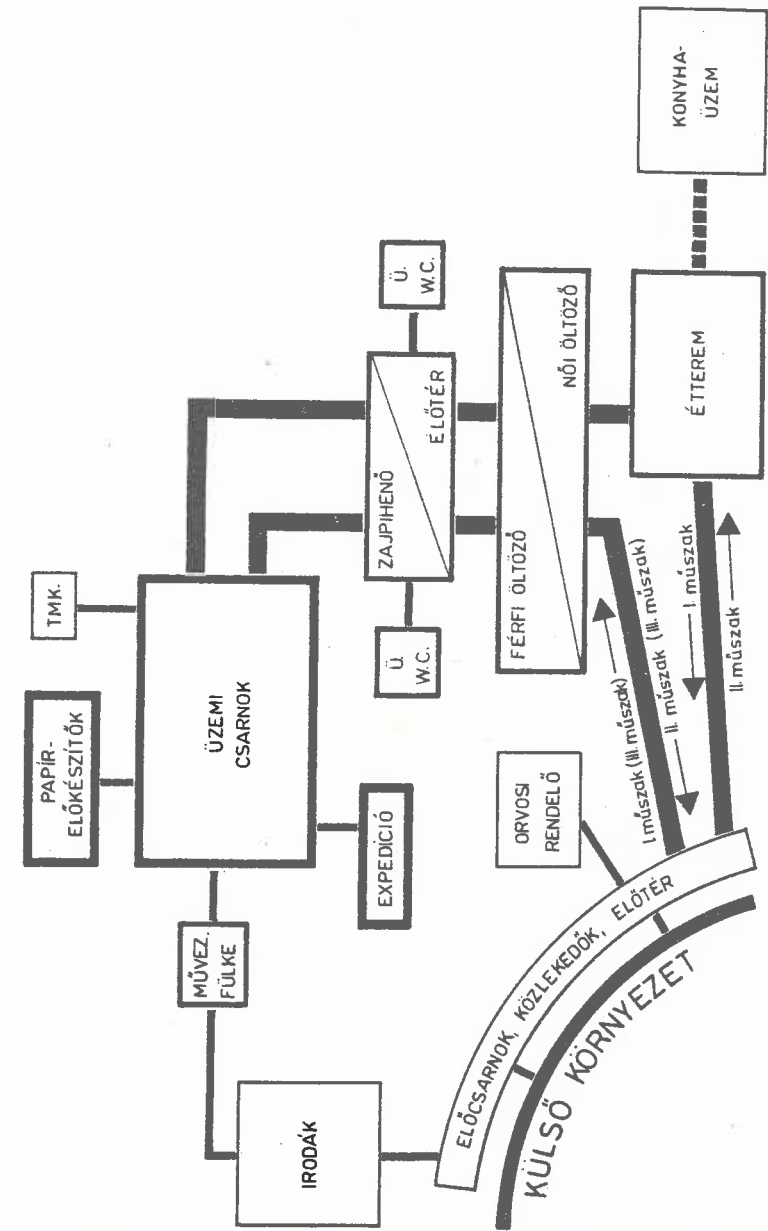 PAPÍR-
ELŐKÉSZÍTŐK
TMK.
MŰVEZ.
FÜLKE
ÜZEMI
CSARNOK
IRODÁK
EXPEDÍCIÓ
Ü.
W.C.
ZAJPIHENŐ
ELŐTÉR
Ü.
W.C.
ORVOSI
RENDELŐ
FÉRFI ÖLTÖZŐ
NŐI ÖLTÖZŐ
ELŐCSARNOK, KÖZLEKEDŐK, ELŐTÉR
KÜLSŐ KÖRNYEZET
I műszak (III. műszak)
II. műszak (III. műszak)
I. műszak
II. műszak
ÉTTEREM
KONYHA-
ÜZEM